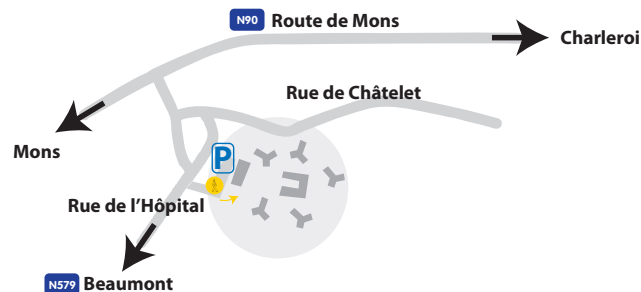 N90 Route de Mons
Charleroi
Rue de Châtelet
Mons
P
Rue de l'Hôpital
N579 Beaumont